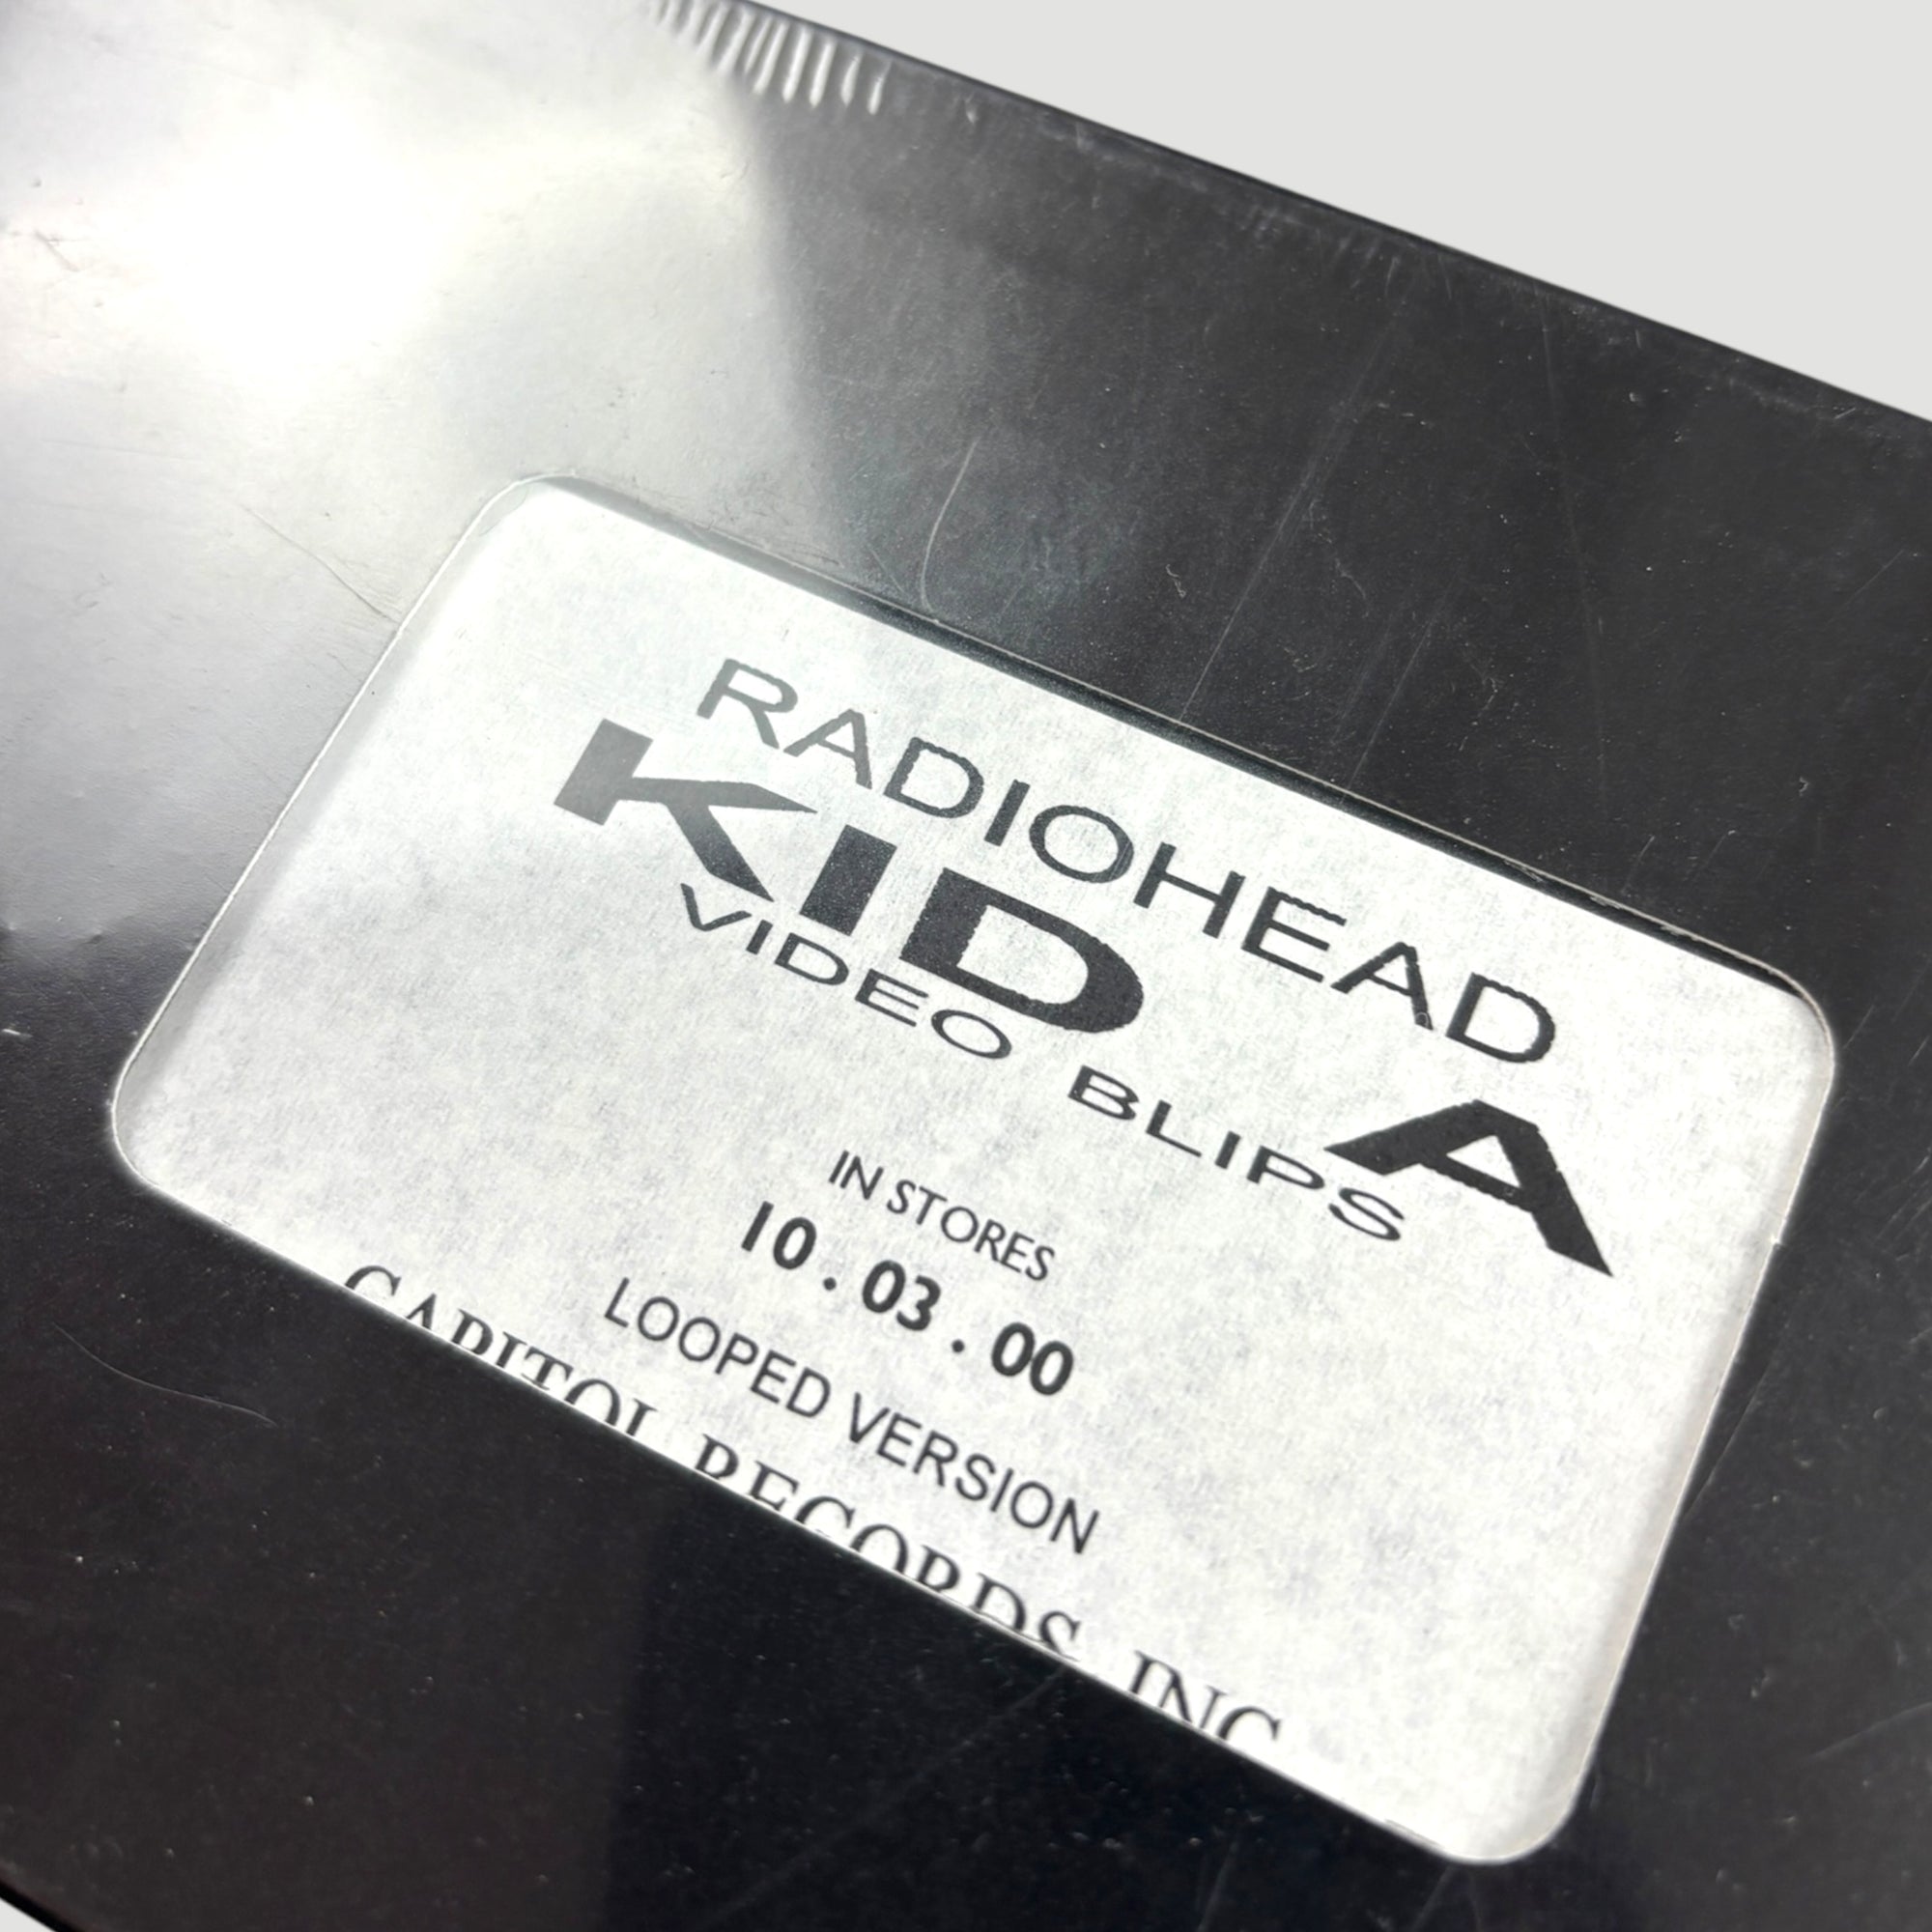 RADIOHEAD
KID A
VIDEO BLIPS
IN STORES
10.03.00
LOOPED VERSION
CAPITOL RECORDS, INC